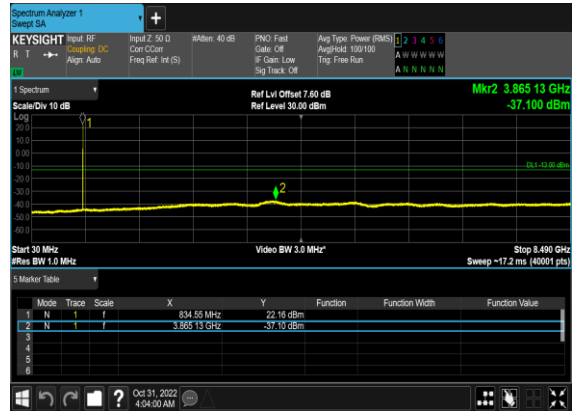 Spectrum Analyzer 1
Swept SA
+
KEYSIGHT Input: RF Input Z: 50 Ω #Atten: 40 dB PNO: Fast Avg Type: Power (RMS) 1 2 3 4 5 6
R T Coupling: DC Corr CCorr Gate: Off Avg|Hold: 100/100 A W W W W W
Align: Auto Freq Ref: Int (S) IF Gain: Low Trig: Free Run
Sig Track: Off A N N N N N
1 Spectrum Ref Lvl Offset 7.60 dB Mkr2 3.865 13 GHz
Scale/Div 10 dB Ref Level 30.00 dBm -37.100 dBm
Log
20.0
10.0
0.00
-10.0
-20.0
-30.0
-40.0
-50.0
-60.0
1
DL1 -13.00 dBm
2
Start 30 MHz Video BW 3.0 MHz* Stop 8.490 GHz
#Res BW 1.0 MHz Sweep ~17.2 ms (40001 pts)
5 Marker Table
Mode Trace Scale X Y Function Function Width Function Value
1 N 1 f 834.55 MHz 22.16 dBm
2 N 1 f 3.865 13 GHz -37.10 dBm
3
4
5
6
? Oct 31, 2022
4:04:00 AM